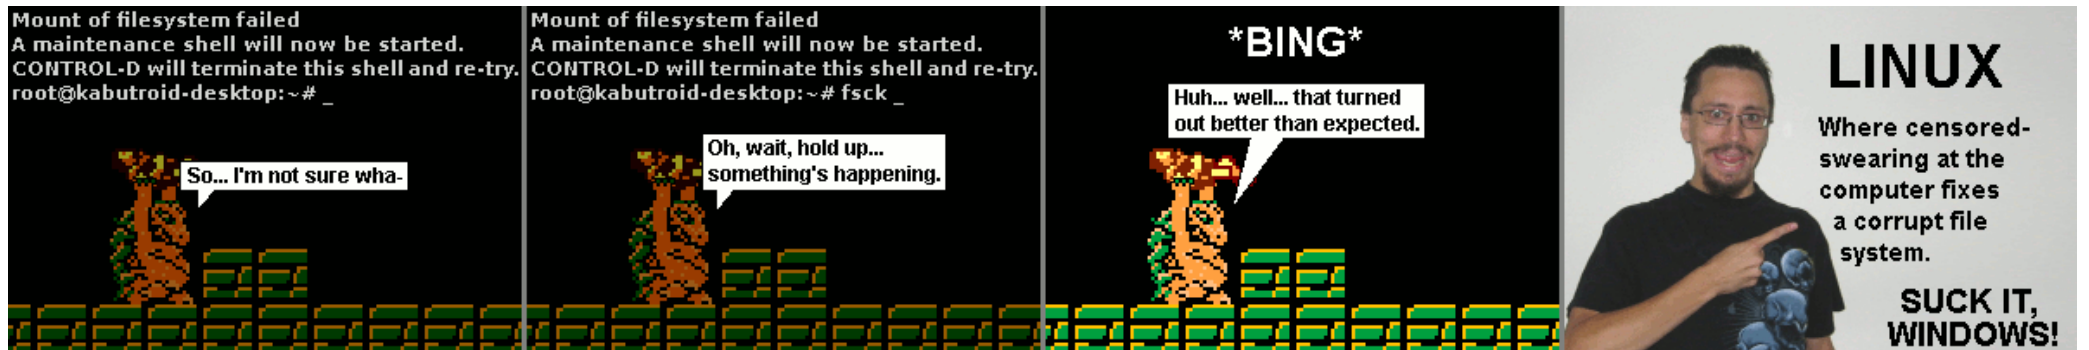 Mount of filesystem failed
A maintenance shell will now be started.
CONTROL-D will terminate this shell and re-try.
root@kabutroid-desktop:~# _
So... I'm not sure wha-
Mount of filesystem failed
A maintenance shell will now be started.
CONTROL-D will terminate this shell and re-try.
root@kabutroid-desktop:~# fsck _
Oh, wait, hold up...
something's happening.
*BING*
Huh... well... that turned
out better than expected.
LINUX
Where censored-
swearing at the
computer fixes
a corrupt file
system.
SUCK IT,
WINDOWS!